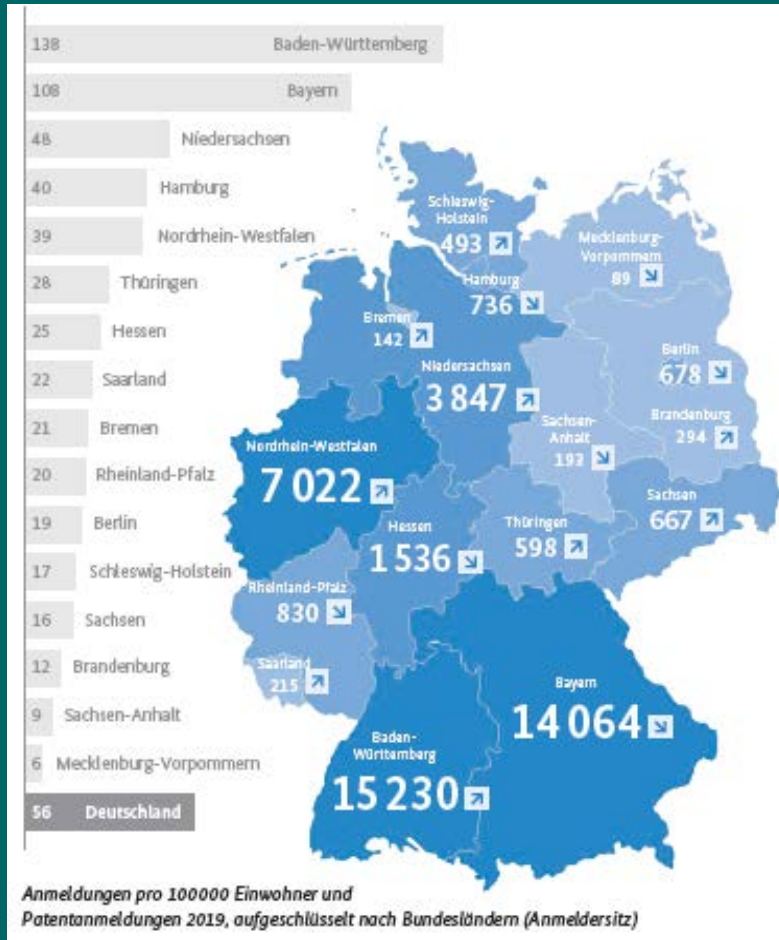 138 Baden-Württemberg
108 Bayern
48 Niedersachsen
40 Hamburg
39 Nordrhein-Westfalen
28 Thüringen
25 Hessen
22 Saarland
21 Bremen
20 Rheinland-Pfalz
19 Berlin
17 Schleswig-Holstein
16 Sachsen
12 Brandenburg
9 Sachsen-Anhalt
6 Mecklenburg-Vorpommern
56 Deutschland
Schleswig-
Holstein
493
Mecklenburg-
Vorpommern
89
Hamburg
736
Bremen
142
Niedersachsen
3 847
Berlin
678
Brandenburg
294
Sachsen-
Anhalt
193
Nordrhein-Westfalen
7 022
Sachsen
667
Hessen
1 536
Thüringen
598
Rheinland-Pfalz
830
Saarland
215
Bayern
14 064
Baden-
Württemberg
15 230
Anmeldungen pro 100000 Einwohner und
Patentanmeldungen 2019, aufgeschlüsselt nach Bundesländern (Anmeldersitz)